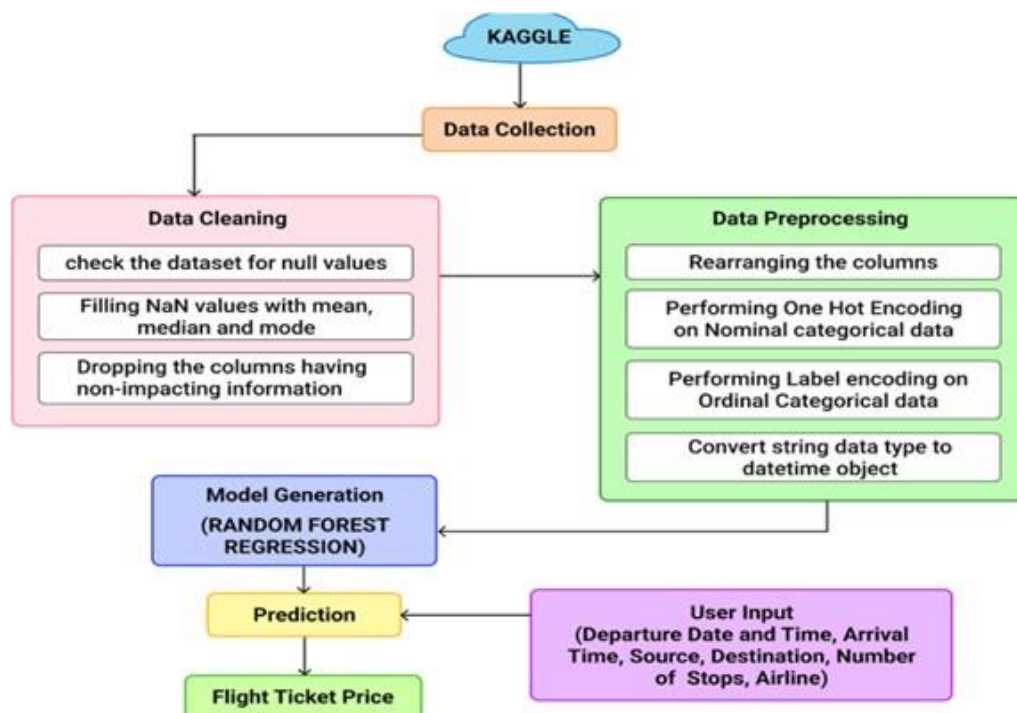 KAGGLE
Data Collection
Data Cleaning
check the dataset for null values
Filling NaN values with mean,
median and mode
Dropping the columns having
non-impacting information
Data Preprocessing
Rearranging the columns
Performing One Hot Encoding
on Nominal categorical data
Performing Label encoding on
Ordinal Categorical data
Convert string data type to
datetime object
Model Generation
(RANDOM FOREST
REGRESSION)
Prediction
User Input
(Departure Date and Time, Arrival
Time, Source, Destination, Number
of Stops, Airline)
Flight Ticket Price